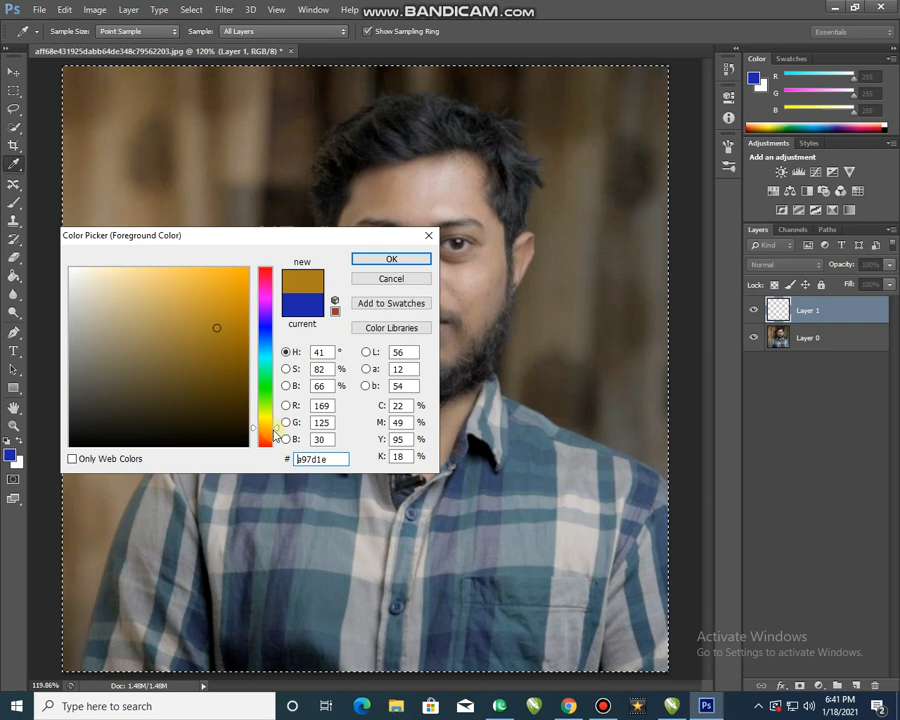 Ps File Edit Image Layer Type Select Filter 3D View Window Help
www.BANDICAM.com
Sample Size: Point Sample Sample: All Layers Show Sampling Ring Essentials
aff68e431925dabb64de348c79562203.jpg @ 120% (Layer 1, RGB/8) * ×
Color Picker (Foreground Color)
new
current
OK
Cancel
Add to Swatches
Color Libraries
H: 41 ° L: 56
S: 82 % a: 12
B: 66 % b: 54
R: 169 C: 22 %
G: 125 M: 49 %
B: 30 Y: 95 %
# a97d1e K: 18 %
Only Web Colors
Color Swatches
R 255
G 255
B 255
Adjustments Styles
Add an adjustment
Layers Channels Paths
Kind
Normal Opacity: 100%
Lock: Fill: 100%
Layer 1
Layer 0
Activate Windows
Go to Settings to activate Windows.
119.86% Doc: 1.48M/1.48M
Type here to search
6:41 PM
1/18/2021
2